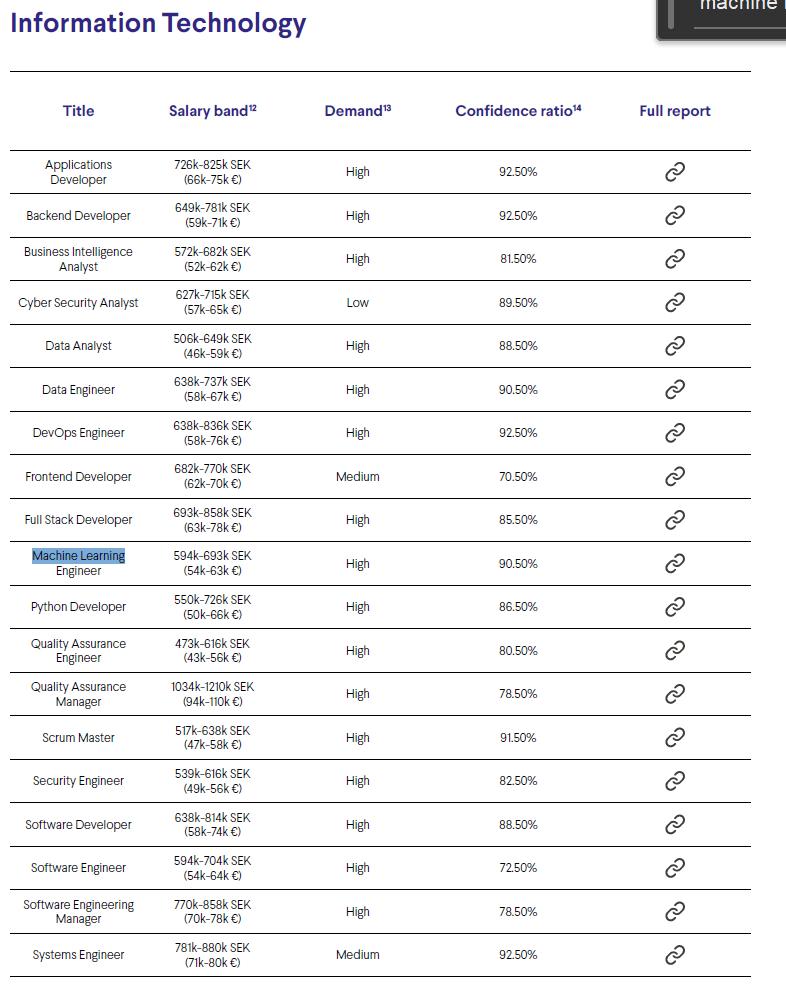 machine
Information Technology
Title Salary band¹² Demand¹³ Confidence ratio¹⁴ Full report
Applications
Developer
726k-825k SEK
(66k-75k €)
High
92.50%
Backend Developer
649k-781k SEK
(59k-71k €)
High
92.50%
Business Intelligence
Analyst
572k-682k SEK
(52k-62k €)
High
81.50%
Cyber Security Analyst
627k-715k SEK
(57k-65k €)
Low
89.50%
Data Analyst
506k-649k SEK
(46k-59k €)
High
88.50%
Data Engineer
638k-737k SEK
(58k-67k €)
High
90.50%
DevOps Engineer
638k-836k SEK
(58k-76k €)
High
92.50%
Frontend Developer
682k-770k SEK
(62k-70k €)
Medium
70.50%
Full Stack Developer
693k-858k SEK
(63k-78k €)
High
85.50%
Machine Learning
Engineer
594k-693k SEK
(54k-63k €)
High
90.50%
Python Developer
550k-726k SEK
(50k-66k €)
High
86.50%
Quality Assurance
Engineer
473k-616k SEK
(43k-56k €)
High
80.50%
Quality Assurance
Manager
1034k-1210k SEK
(94k-110k €)
High
78.50%
Scrum Master
517k-638k SEK
(47k-58k €)
High
91.50%
Security Engineer
539k-616k SEK
(49k-56k €)
High
82.50%
Software Developer
638k-814k SEK
(58k-74k €)
High
88.50%
Software Engineer
594k-704k SEK
(54k-64k €)
High
72.50%
Software Engineering
Manager
770k-858k SEK
(70k-78k €)
High
78.50%
Systems Engineer
781k-880k SEK
(71k-80k €)
Medium
92.50%